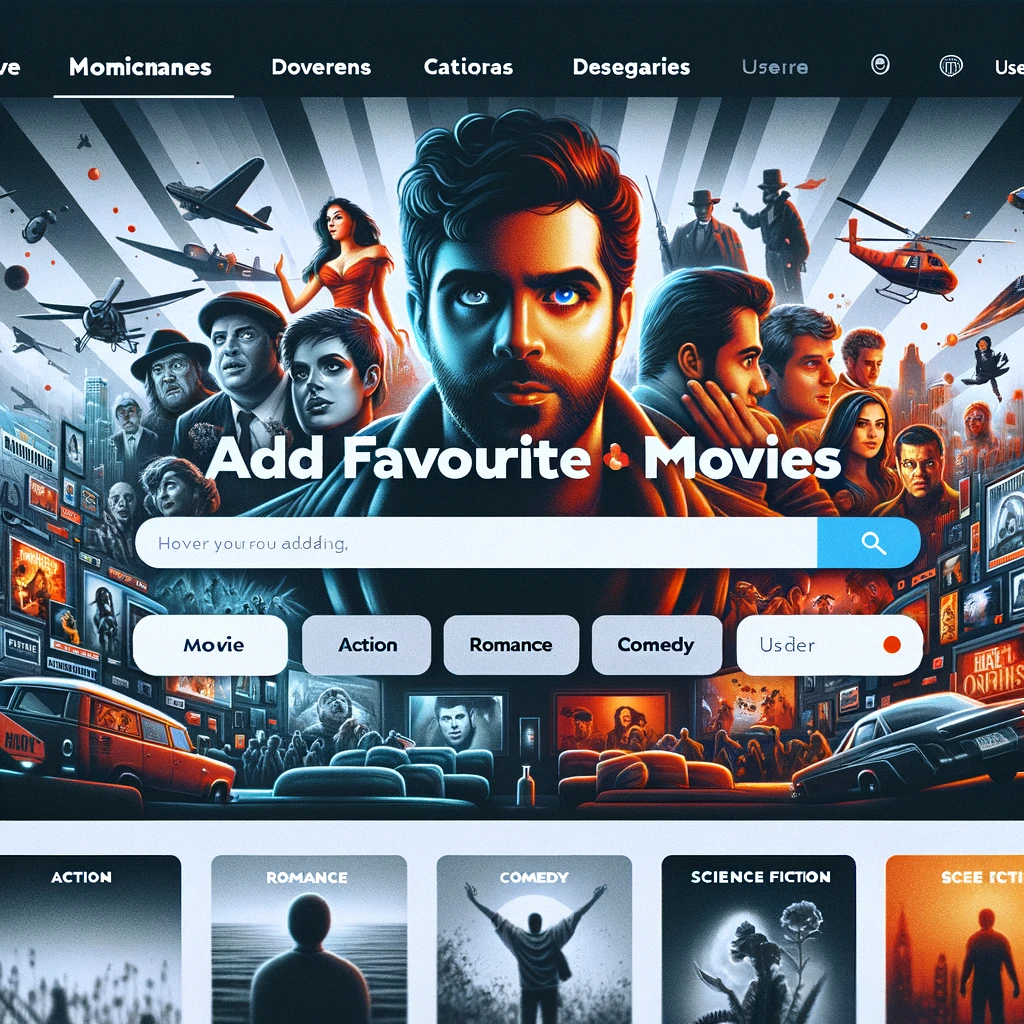 ve Momicnanes Doverens Catioras Desegaries Userre Use
Add Favourite Movies
Hover yourou addaling,
Movie Action Romance Comedy Usder
ACTION ROMANCE COMEDY SCIENCE FICTION SCEE ICTI